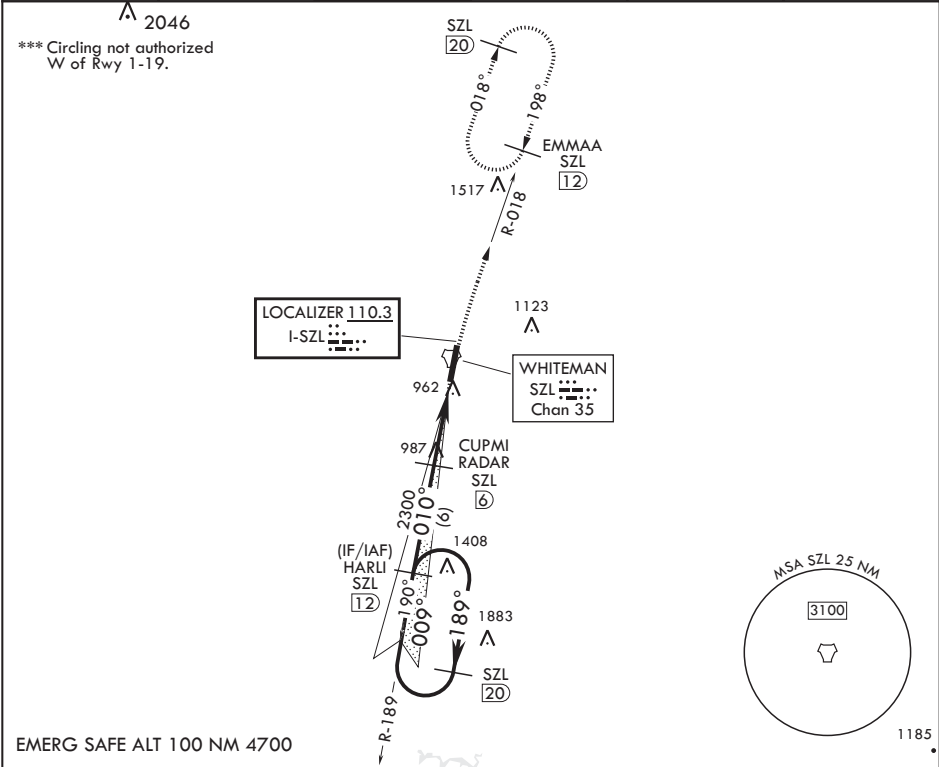 2046
*** Circling not authorized
W of Rwy 1-19.
SZL
20
018°
198°
EMMAA
SZL
12
1517
R-018
LOCALIZER 110.3
I-SZL
1123
WHITEMAN
SZL
Chan 35
962
987
CUPMI
RADAR
SZL
6
2300
010°
(6)
1408
(IF/IAF)
HARLI
SZL
12
190°
009°
189°
1883
SZL
20
R-189
MSA SZL 25 NM
3100
1185
EMERG SAFE ALT 100 NM 4700